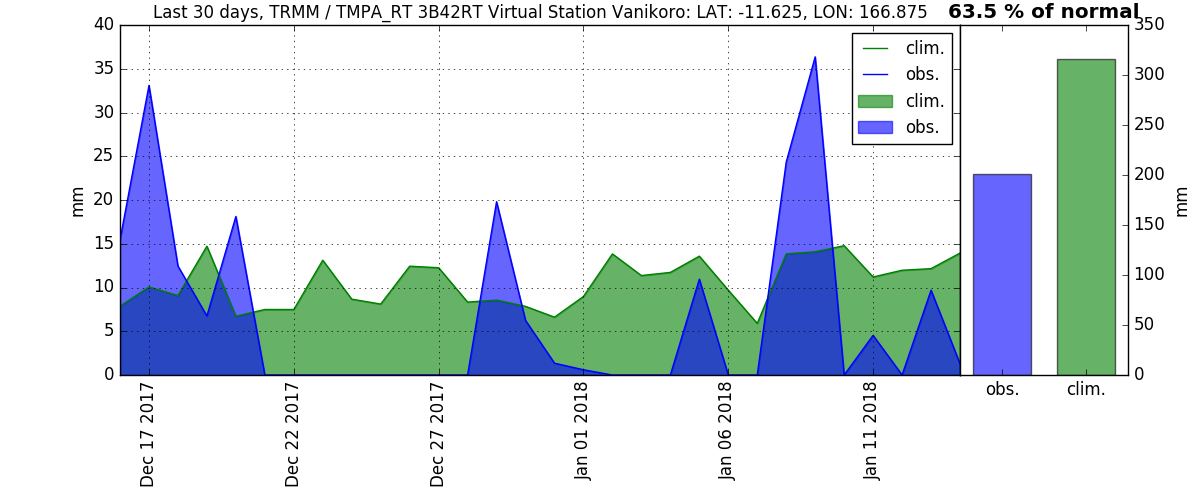 Last 30 days, TRMM / TMPA_RT 3B42RT Virtual Station Vanikoro: LAT: -11.625, LON: 166.875
63.5 % of normal
40
35
30
25
20
15
10
5
0
mm
clim.
obs.
clim.
obs.
Dec 17 2017
Dec 22 2017
Dec 27 2017
Jan 01 2018
Jan 06 2018
Jan 11 2018
350
300
250
200
150
100
50
0
mm
obs.
clim.